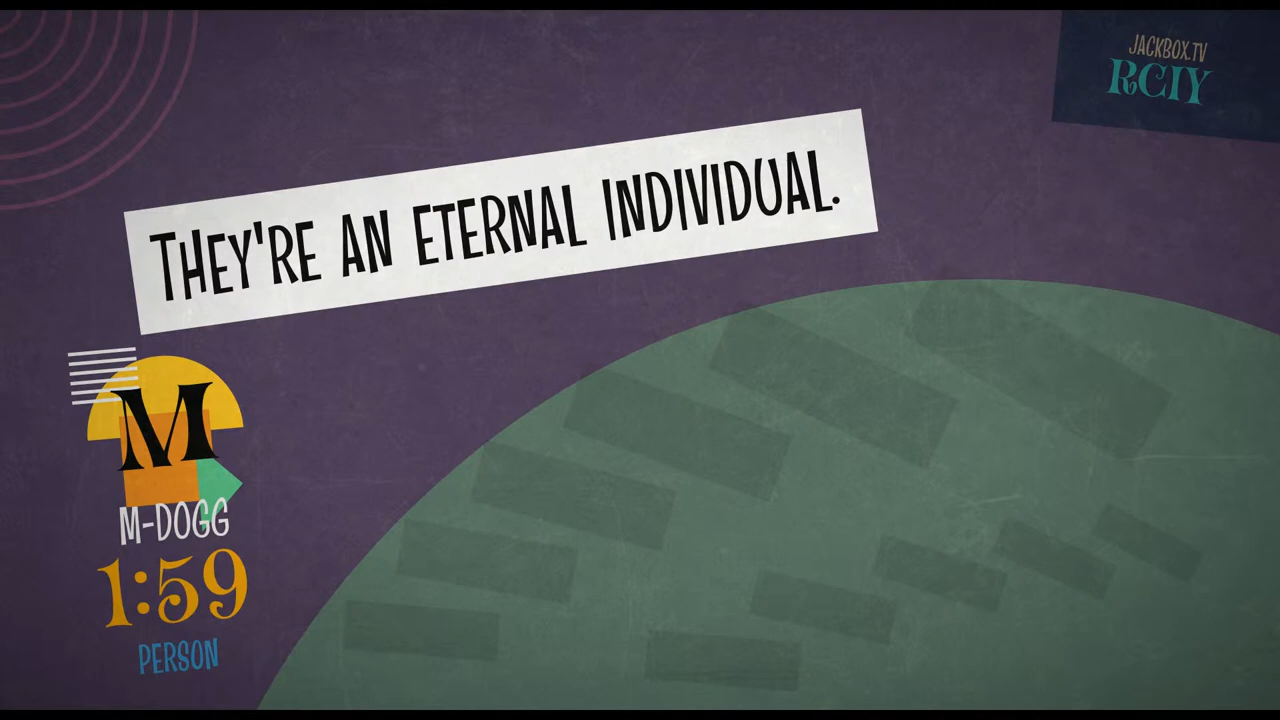 JACKBOX.TV
RCIY
THEY'RE AN ETERNAL INDIVIDUAL.
M
M-DOGG
1:59
PERSON